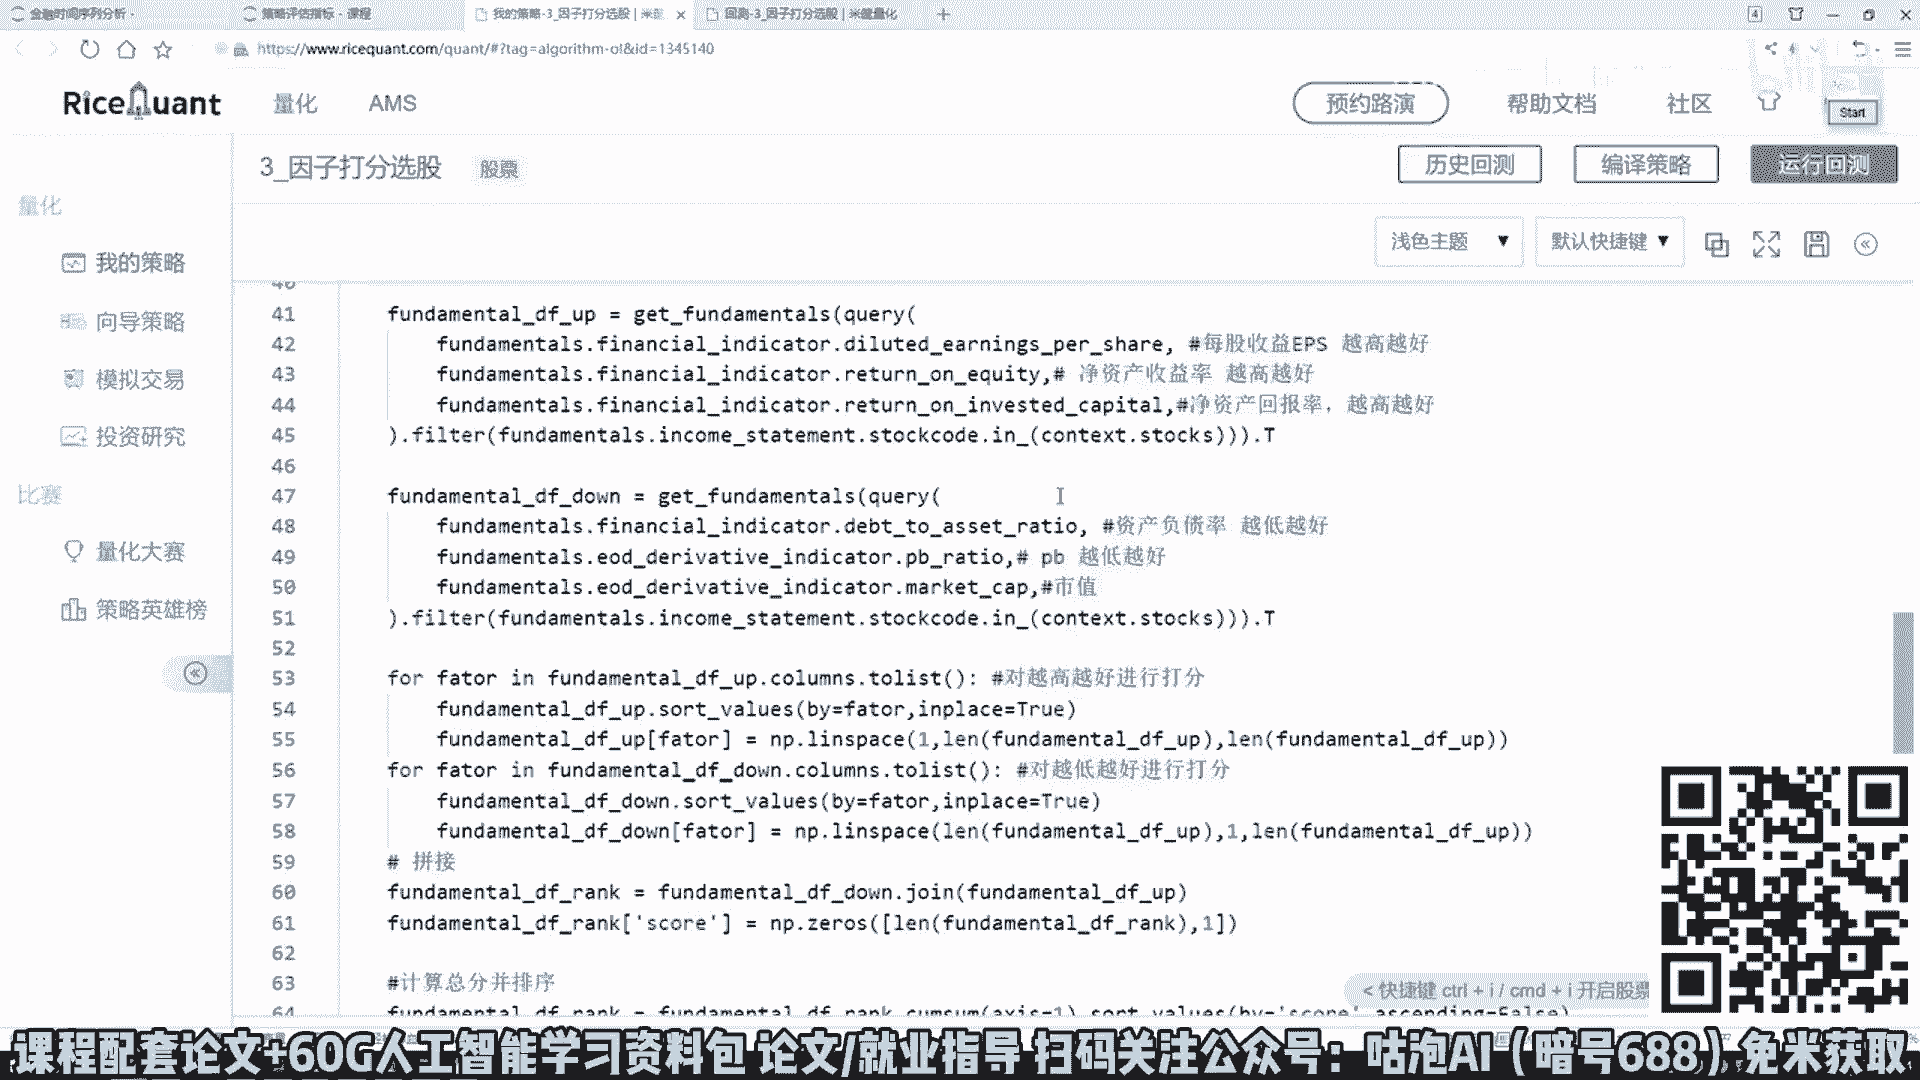 金融时间序列分析 -
策略评估指标 - 课程
我的策略-3_因子打分选股 | 米筐
回测-3_因子打分选股 | 米筐量化
https://www.ricequant.com/quant/#?tag=algorithm-ol&id=1345140
RiceQuant
量化
AMS
预约路演
帮助文档
社区
Start
3_因子打分选股
股票
历史回测
编译策略
运行回测
浅色主题
默认快捷键
量化
我的策略
向导策略
模拟交易
投资研究
比赛
量化大赛
策略英雄榜
40
41 fundamental_df_up = get_fundamentals(query(
42 fundamentals.financial_indicator.diluted_earnings_per_share, #每股收益EPS 越高越好
43 fundamentals.financial_indicator.return_on_equity,# 净资产收益率 越高越好
44 fundamentals.financial_indicator.return_on_invested_capital,#净资产回报率，越高越好
45 ).filter(fundamentals.income_statement.stockcode.in_(context.stocks))).T
46
47 fundamental_df_down = get_fundamentals(query(
48 fundamentals.financial_indicator.debt_to_asset_ratio, #资产负债率 越低越好
49 fundamentals.eod_derivative_indicator.pb_ratio,# pb 越低越好
50 fundamentals.eod_derivative_indicator.market_cap,#市值
51 ).filter(fundamentals.income_statement.stockcode.in_(context.stocks))).T
52
53 for fator in fundamental_df_up.columns.tolist(): #对越高越好进行打分
54 fundamental_df_up.sort_values(by=fator,inplace=True)
55 fundamental_df_up[fator] = np.linspace(1,len(fundamental_df_up),len(fundamental_df_up))
56 for fator in fundamental_df_down.columns.tolist(): #对越低越好进行打分
57 fundamental_df_down.sort_values(by=fator,inplace=True)
58 fundamental_df_down[fator] = np.linspace(len(fundamental_df_up),1,len(fundamental_df_up))
59 # 拼接
60 fundamental_df_rank = fundamental_df_down.join(fundamental_df_up)
61 fundamental_df_rank['score'] = np.zeros([len(fundamental_df_rank),1])
62
63 #计算总分并排序
64 fundamental_df_rank = fundamental_df_rank.cumsum(axis=1).sort_values(by='score',ascending=False)
< 快捷键 ctrl + i / cmd + i 开启股票
课程配套论文+60G人工智能学习资料包 论文/就业指导 扫码关注公众号：咕泡AI（暗号688）免米获取